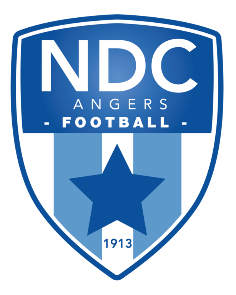 NDC
ANGERS
- FOOTBALL -
1913